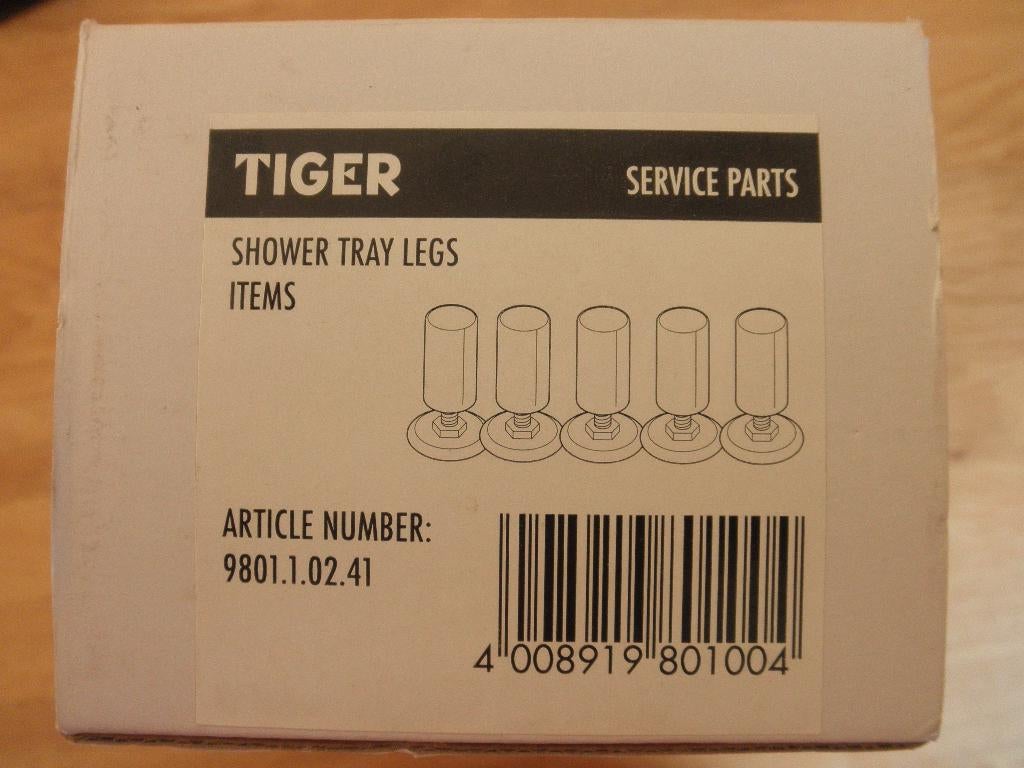 TIGER
SERVICE PARTS
SHOWER TRAY LEGS
ITEMS
ARTICLE NUMBER:
9801.1.02.41
4 008919 801004